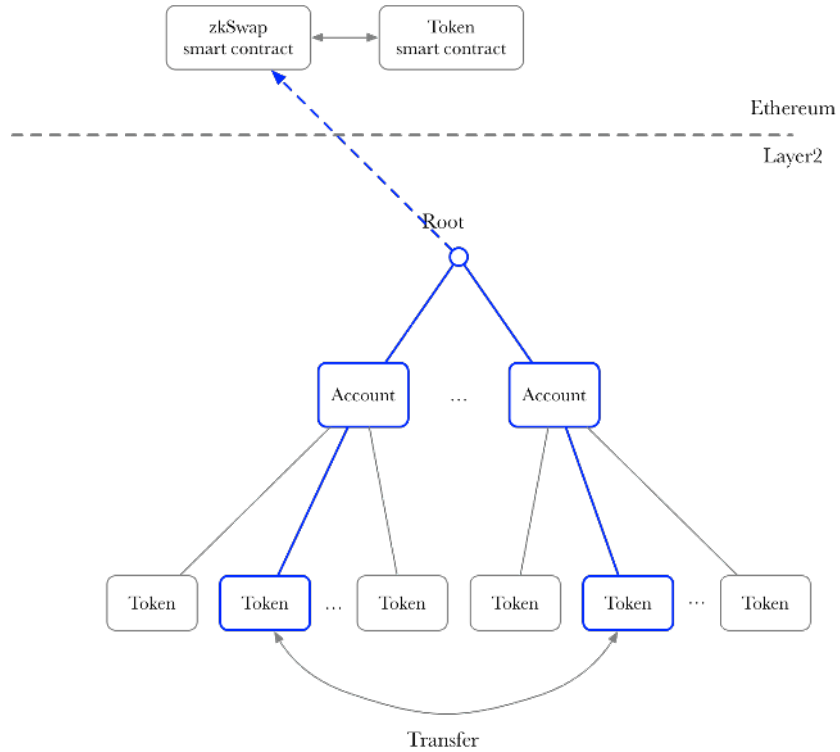 zkSwap
smart contract
Token
smart contract
Ethereum
Layer2
Root
Account
...
Account
Token
Token
...
Token
Token
Token
...
Token
Transfer